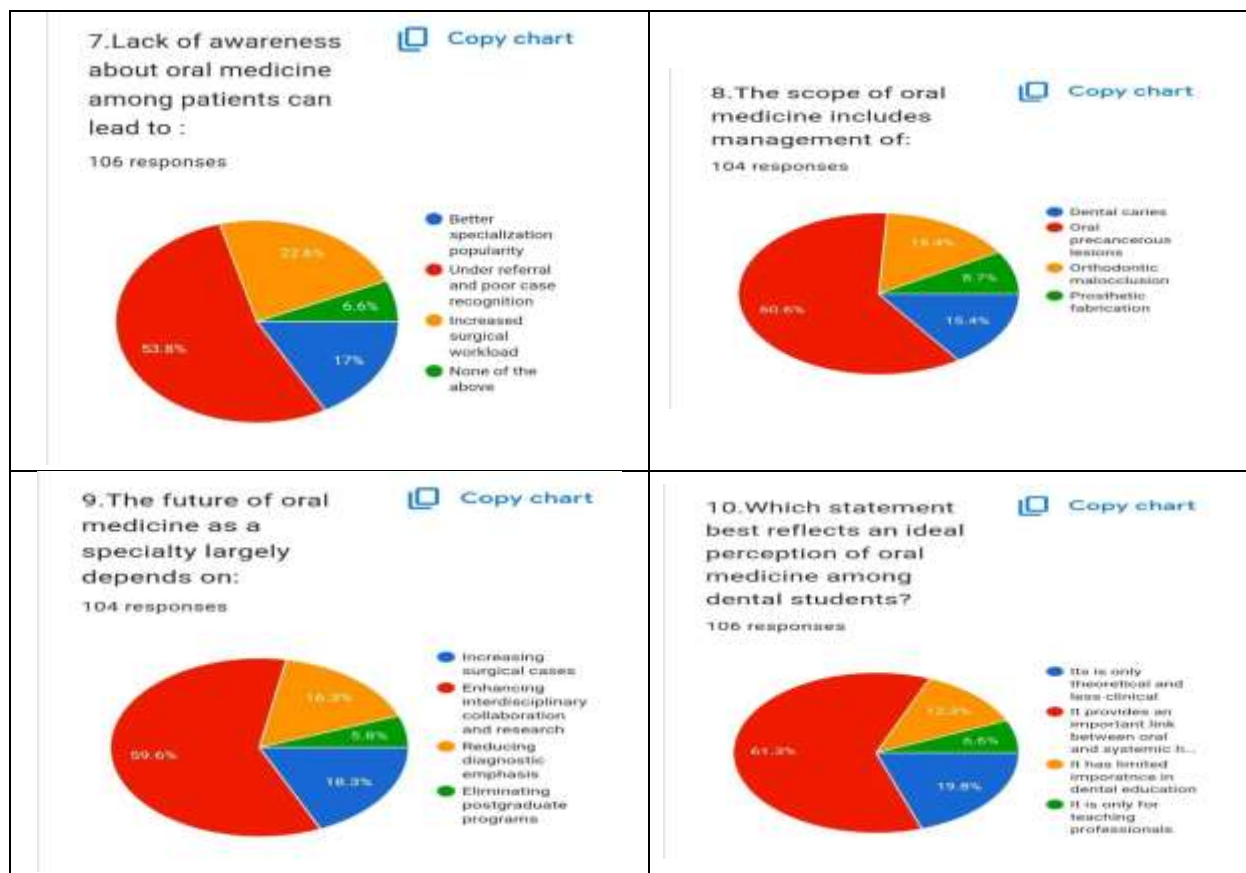 7.Lack of awareness
about oral medicine
among patients can
lead to :
Copy chart
106 responses
Better
specialization
popularity
Under referral
and poor case
recognition
Increased
surgical
workload
None of the
above
22.6%
6.6%
53.8%
17%
8.The scope of oral
medicine includes
management of:
Copy chart
104 responses
Dental caries
Oral
precancerous
lesions
Orthodontic
malocclusion
Prosthetic
fabrication
15.4%
8.7%
60.6%
15.4%
9.The future of oral
medicine as a
specialty largely
depends on:
Copy chart
104 responses
Increasing
surgical cases
Enhancing
interdisciplinary
collaboration
and research
Reducing
diagnostic
emphasis
Eliminating
postgraduate
programs
16.3%
5.8%
59.6%
18.3%
10.Which statement
best reflects an ideal
perception of oral
medicine among
dental students?
Copy chart
106 responses
Its is only
theoretical and
less-clinical
It provides an
important link
between oral
and systemic h...
It has limited
imporatnce in
dental education
It is only for
teaching
professionals
12.3%
6.6%
61.3%
19.8%